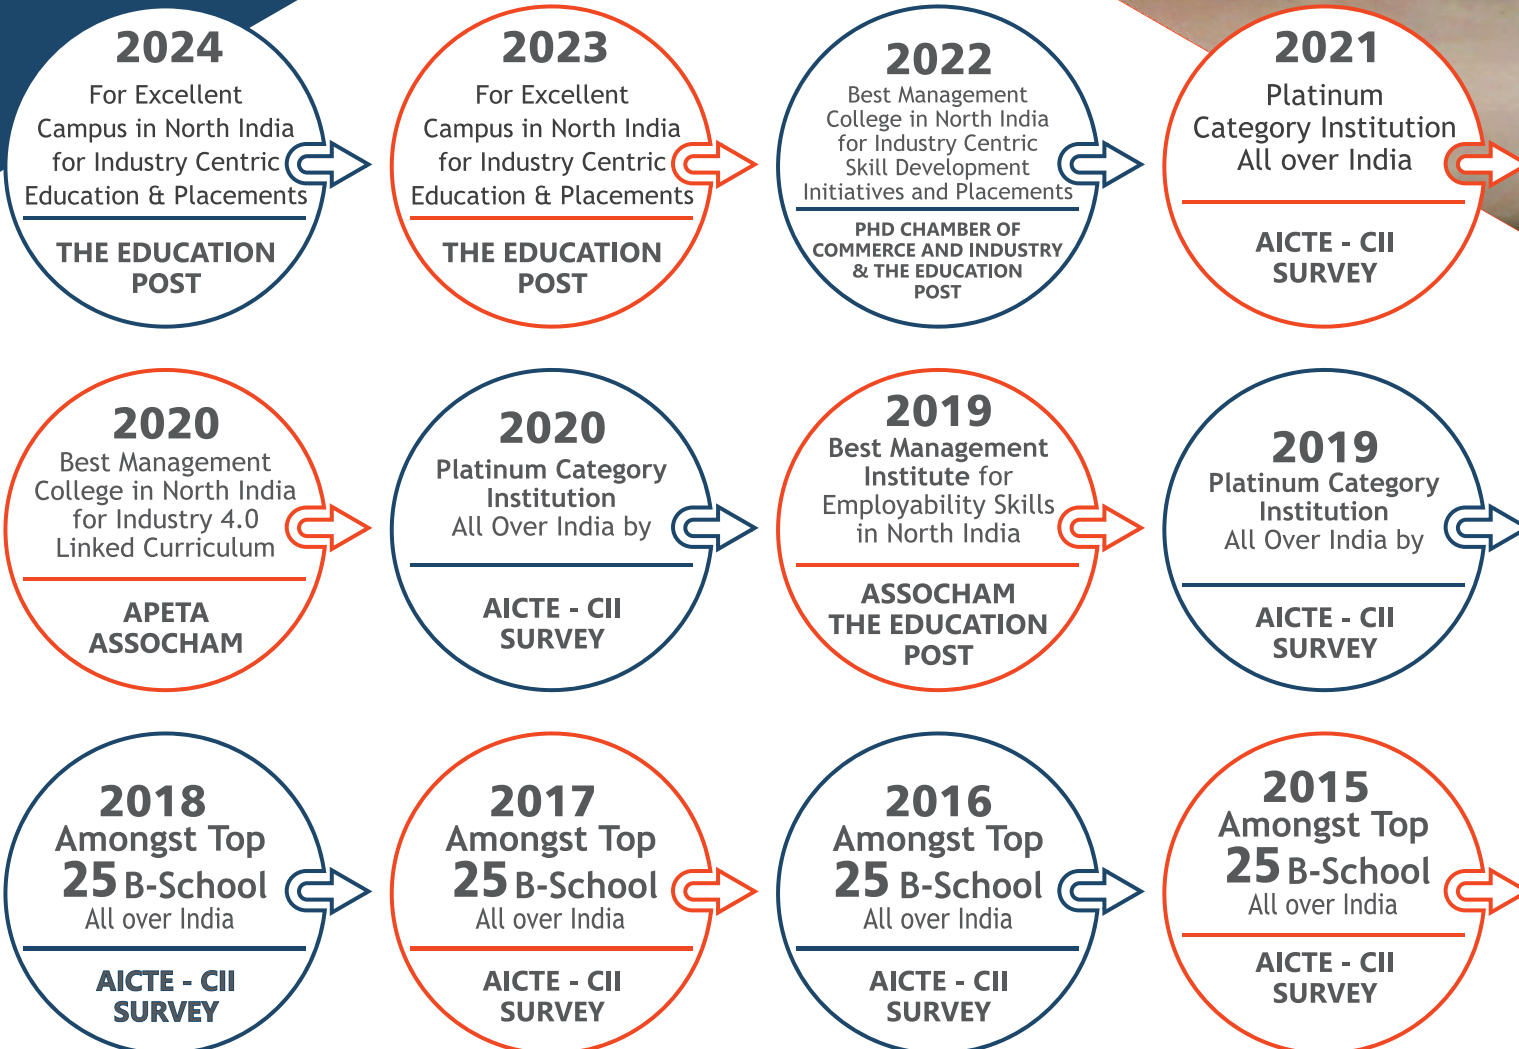 2024
For Excellent
Campus in North India
for Industry Centric
Education & Placements
THE EDUCATION
POST
2023
For Excellent
Campus in North India
for Industry Centric
Education & Placements
THE EDUCATION
POST
2022
Best Management
College in North India
for Industry Centric
Skill Development
Initiatives and Placements
PHD CHAMBER OF
COMMERCE AND INDUSTRY
& THE EDUCATION
POST
2021
Platinum
Category Institution
All over India
AICTE - CII
SURVEY
2020
Best Management
College in North India
for Industry 4.0
Linked Curriculum
APETA
ASSOCHAM
2020
Platinum Category
Institution
All Over India by
AICTE - CII
SURVEY
2019
Best Management
Institute for
Employability Skills
in North India
ASSOCHAM
THE EDUCATION
POST
2019
Platinum Category
Institution
All Over India by
AICTE - CII
SURVEY
2018
Amongst Top
25 B-School
All over India
AICTE - CII
SURVEY
2017
Amongst Top
25 B-School
All over India
AICTE - CII
SURVEY
2016
Amongst Top
25 B-School
All over India
AICTE - CII
SURVEY
2015
Amongst Top
25 B-School
All over India
AICTE - CII
SURVEY